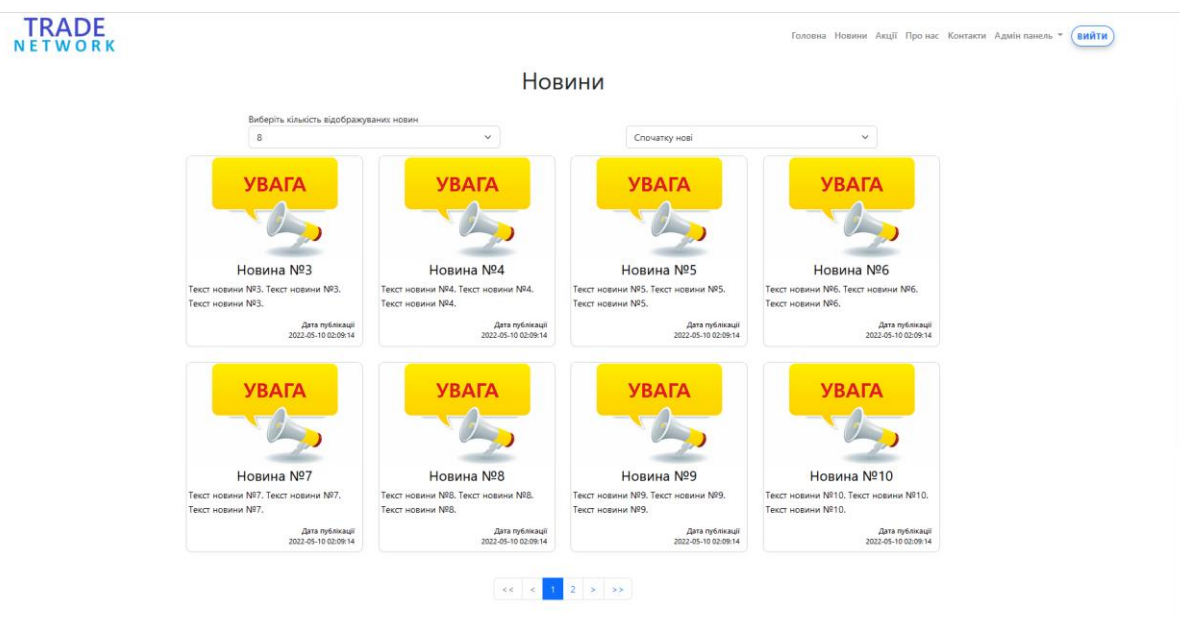 TRADE
NETWORK
Головна Новини Акції Про нас Контакти Адмін панель ВИЙТИ
Новини
Виберіть кількість відображуваних новин
8
Спочатку нові
УВАГА УВАГА УВАГА УВАГА
Новина №3 Новина №4 Новина №5 Новина №6
Текст новини №3. Текст новини №3. Текст новини №4. Текст новини №4. Текст новини №5. Текст новини №5. Текст новини №6. Текст новини №6.
Текст новини №3. Текст новини №4. Текст новини №5. Текст новини №6.
Дата публікації Дата публікації Дата публікації Дата публікації
2022-05-10 02:09:14 2022-05-10 02:09:14 2022-05-10 02:09:14 2022-05-10 02:09:14
УВАГА УВАГА УВАГА УВАГА
Новина №7 Новина №8 Новина №9 Новина №10
Текст новини №7. Текст новини №7. Текст новини №8. Текст новини №8. Текст новини №9. Текст новини №9. Текст новини №10. Текст новини №10.
Текст новини №7. Текст новини №8. Текст новини №9. Текст новини №10.
Дата публікації Дата публікації Дата публікації Дата публікації
2022-05-10 02:09:14 2022-05-10 02:09:14 2022-05-10 02:09:14 2022-05-10 02:09:14
<< < 1 2 > >>